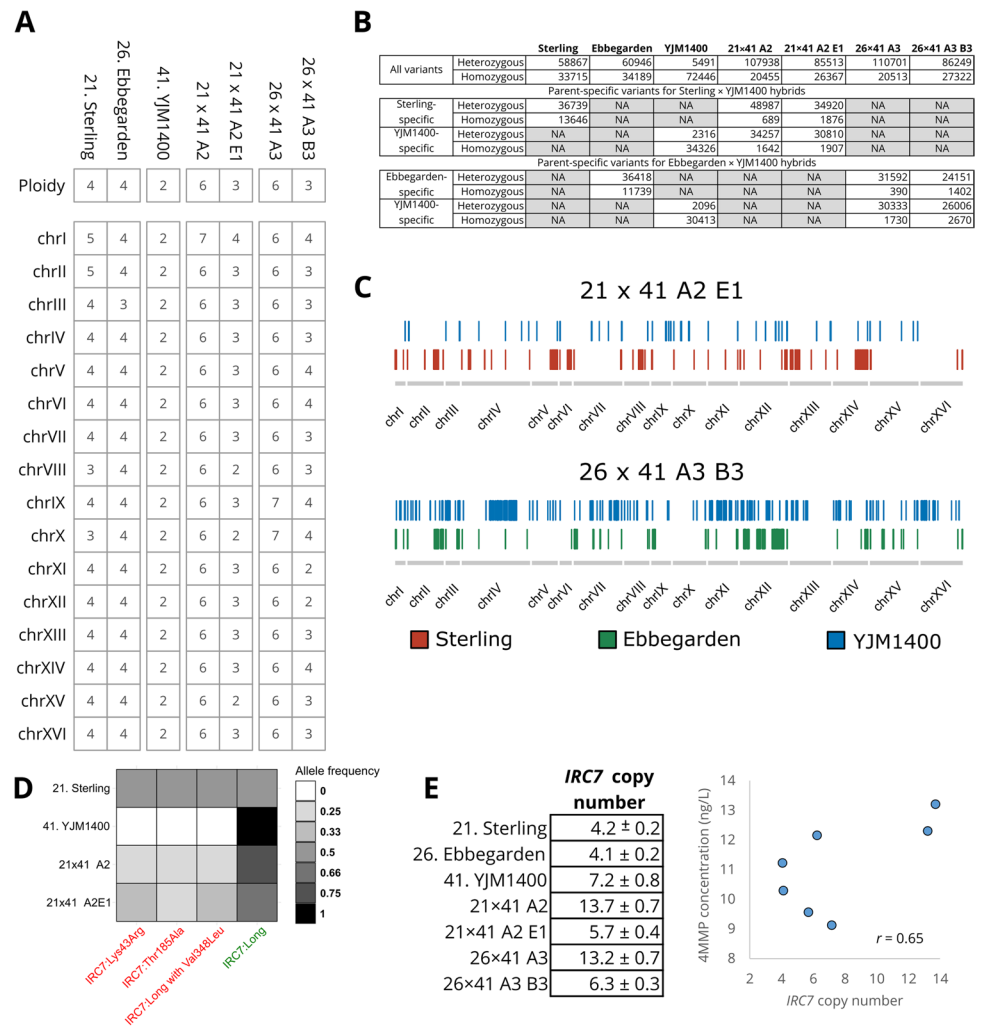 A
21. Sterling
26. Ebbegarden
41. YJM1400
21 x 41 A2
21 x 41 A2 E1
26 x 41 A3
26 x 41 A3 B3
Ploidy 4 4 2 6 3 6 3
chrI 5 4 2 7 4 6 4
chrII 5 4 2 6 3 6 3
chrIII 4 3 2 6 3 6 3
chrIV 4 4 2 6 3 6 3
chrV 4 4 2 6 3 6 4
chrVI 4 4 2 6 3 6 4
chrVII 4 4 2 6 3 6 3
chrVIII 3 4 2 6 2 6 3
chrIX 4 4 2 6 3 7 4
chrX 3 4 2 6 2 7 4
chrXI 4 4 2 6 3 6 2
chrXII 4 4 2 6 3 6 2
chrXIII 4 4 2 6 3 6 3
chrXIV 4 4 2 6 3 6 4
chrXV 4 4 2 6 2 6 3
chrXVI 4 4 2 6 3 6 3
B
Sterling Ebbegarden YJM1400 21×41 A2 21×41 A2 E1 26×41 A3 26×41 A3 B3
All variants
Heterozygous 58867 60946 5491 107938 85513 110701 86249
Homozygous 33715 34189 72446 20455 26367 20513 27322
Parent-specific variants for Sterling × YJM1400 hybrids
Sterling-specific
Heterozygous 36739 NA NA 48987 34920 NA NA
Homozygous 13646 NA NA 689 1876 NA NA
YJM1400-specific
Heterozygous NA NA 2316 34257 30810 NA NA
Homozygous NA NA 34326 1642 1907 NA NA
Parent-specific variants for Ebbegarden × YJM1400 hybrids
Ebbegarden-specific
Heterozygous NA 36418 NA NA NA 31592 24151
Homozygous NA 11739 NA NA NA 390 1402
YJM1400-specific
Heterozygous NA NA 2096 NA NA 30333 26006
Homozygous NA NA 30413 NA NA 1730 2670
C
21 x 41 A2 E1
chrI chrII chrIII chrIV chrV chrVI chrVII chrVIII chrIX chrX chrXI chrXII chrXIII chrXIV chrXV chrXVI
26 x 41 A3 B3
chrI chrII chrIII chrIV chrV chrVI chrVII chrVIII chrIX chrX chrXI chrXII chrXIII chrXIV chrXV chrXVI
Sterling Ebbegarden YJM1400
D
21. Sterling
41. YJM1400
21x41 A2
21x41 A2E1
IRC7:Lys43Arg
IRC7:Thr185Ala
IRC7:Long with Val348Leu
IRC7:Long
Allele frequency
0
0.25
0.33
0.5
0.66
0.75
1
E
IRC7 copy
number
21. Sterling 4.2 ± 0.2
26. Ebbegarden 4.1 ± 0.2
41. YJM1400 7.2 ± 0.8
21×41 A2 13.7 ± 0.7
21×41 A2 E1 5.7 ± 0.4
26×41 A3 13.2 ± 0.7
26×41 A3 B3 6.3 ± 0.3
4MMP concentration (ng/L)
14
13
12
11
10
9
8
r = 0.65
2 4 6 8 10 12 14
IRC7 copy number